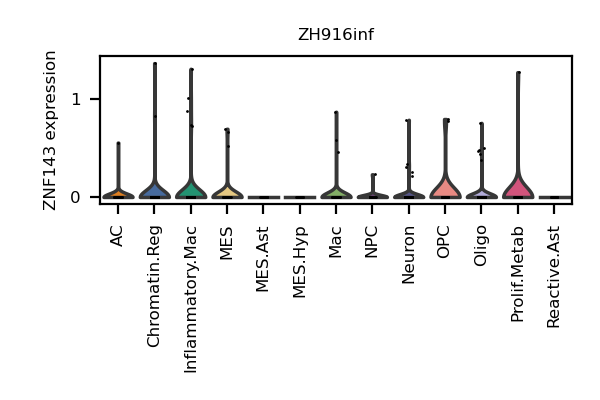 ZH916inf
ZNF143 expression
1
0
AC
Chromatin.Reg
Inflammatory.Mac
MES
MES.Ast
MES.Hyp
Mac
NPC
Neuron
OPC
Oligo
Prolif.Metab
Reactive.Ast